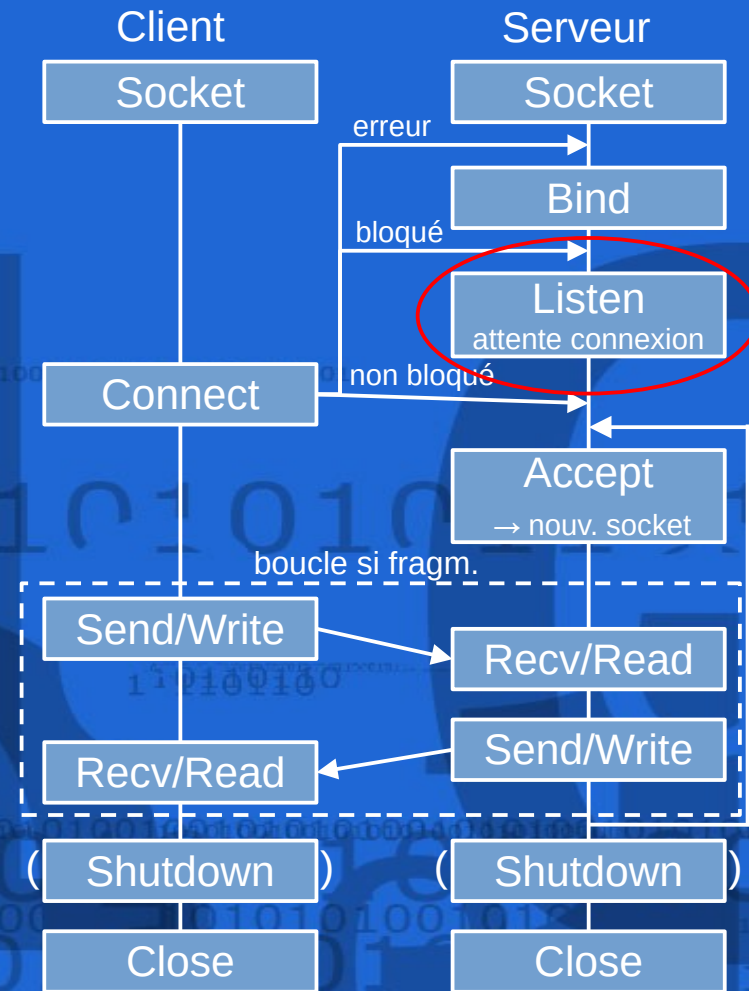 Client
Serveur
Socket
Socket
erreur
Bind
bloqué
Listen
attente connexion
non bloqué
Connect
Accept
→ nouv. socket
boucle si fragm.
Send/Write
Recv/Read
Send/Write
Recv/Read
( Shutdown )
( Shutdown )
Close
Close